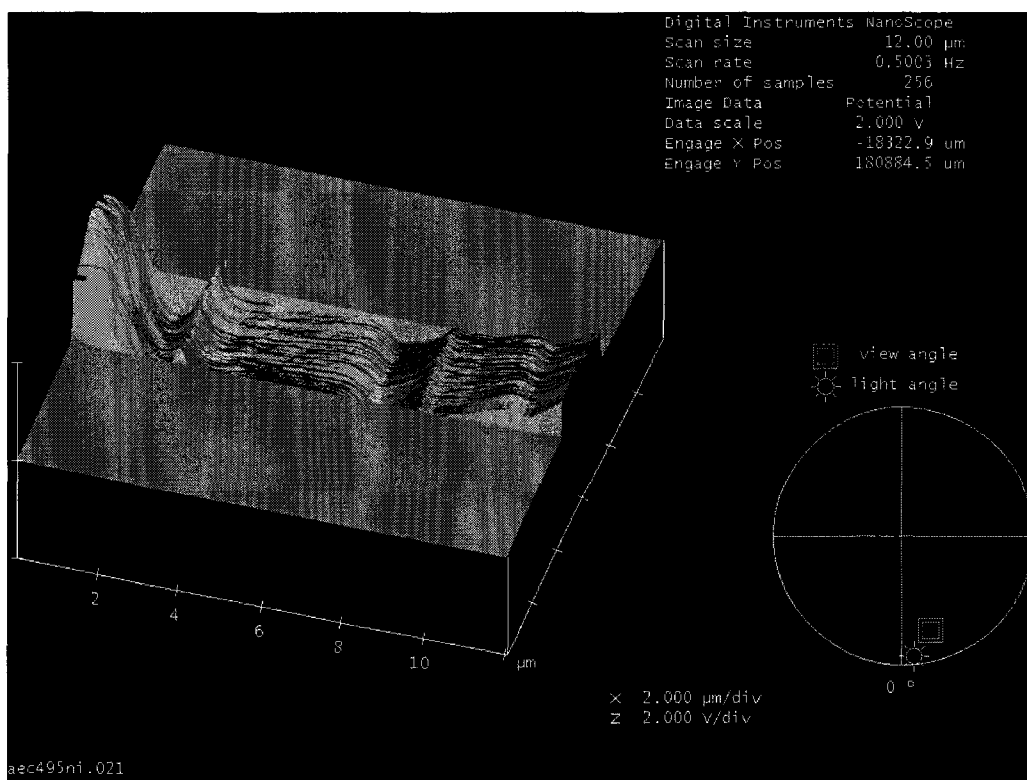 Digital Instruments NanoScope
Scan size 12.00 µm
Scan rate 0.5003 Hz
Number of samples 256
Image Data Potential
Data scale 2.000 V
Engage X Pos -18322.9 um
Engage Y Pos 180884.5 um
view angle
light angle
2
4
6
8
10
µm
0 °
X 2.000 µm/div
Z 2.000 V/div
aec495ni.021